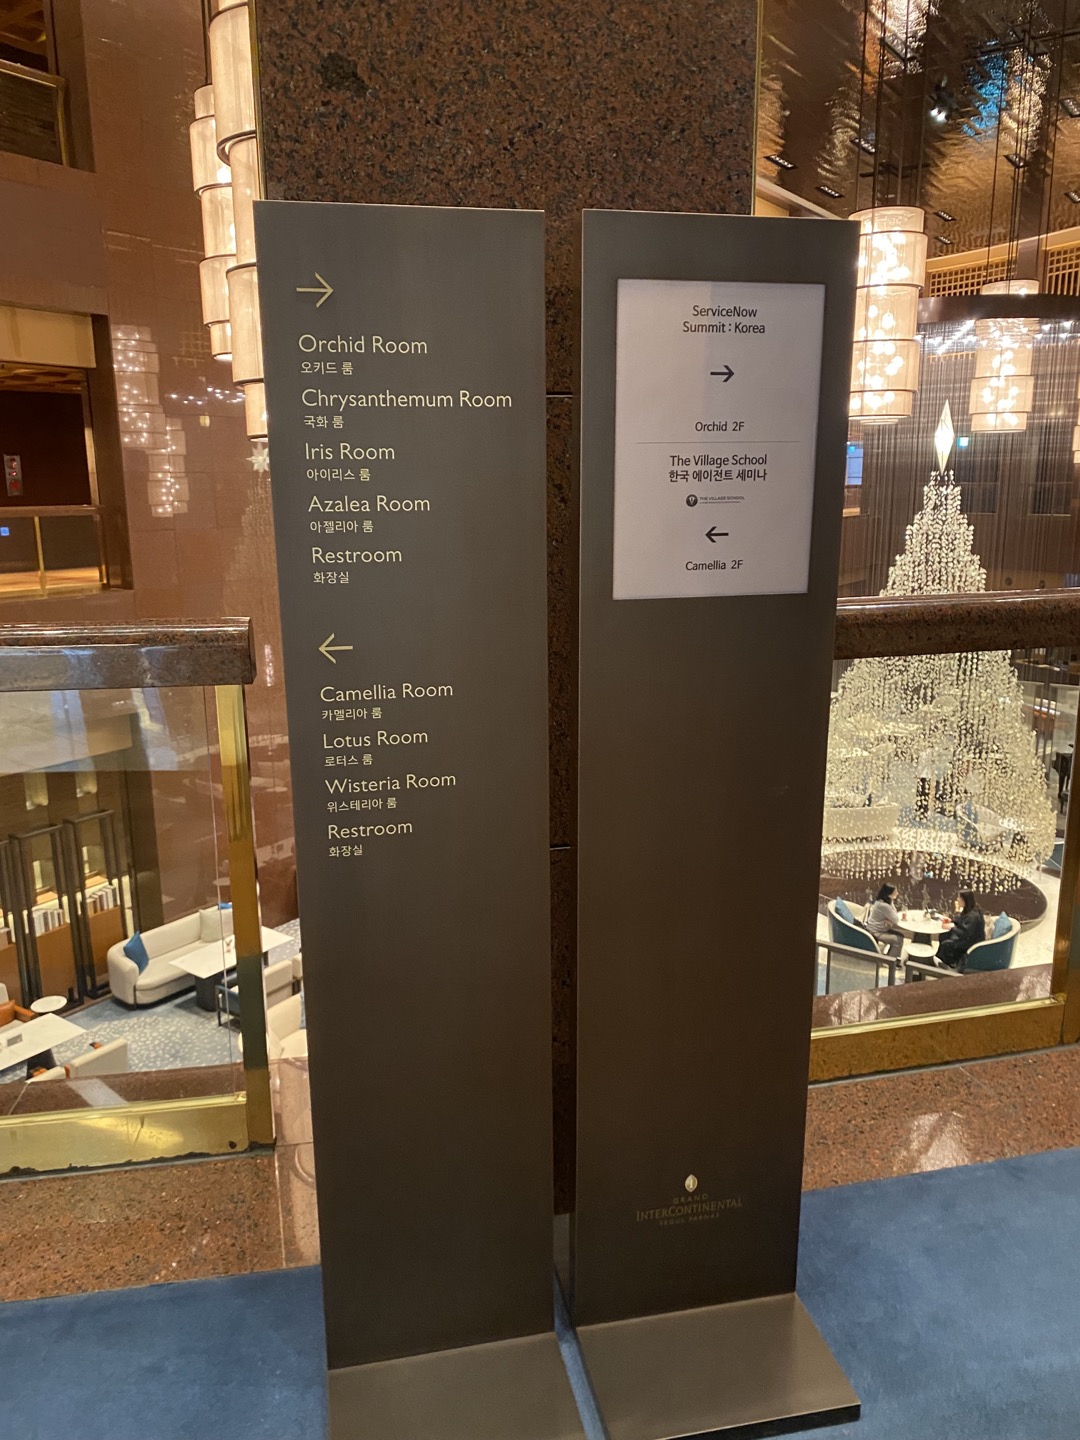 →
Orchid Room
오키드 룸
Chrysanthemum Room
국화 룸
Iris Room
아이리스 룸
Azalea Room
아젤리아 룸
Restroom
화장실
←
Camellia Room
카멜리아 룸
Lotus Room
로터스 룸
Wisteria Room
위스테리아 룸
Restroom
화장실
ServiceNow
Summit : Korea
→
Orchid 2F
The Village School
한국 에이전트 세미나
THE VILLAGE SCHOOL
←
Camellia 2F
GRAND
INTERCONTINENTAL
SEOUL PARNAS